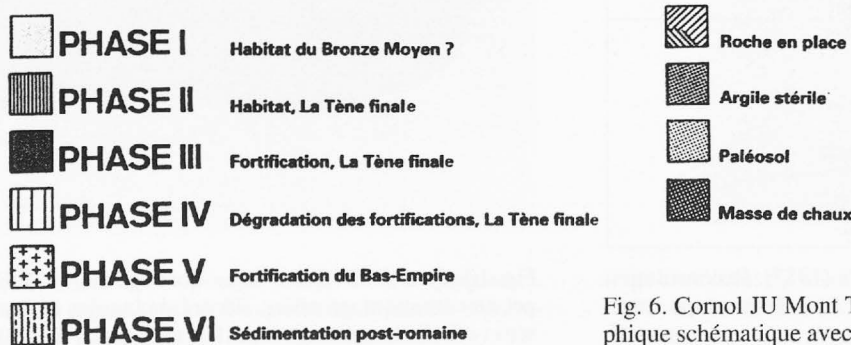 PHASE I Habitat du Bronze Moyen ?
PHASE II Habitat, La Tène finale
PHASE III Fortification, La Tène finale
PHASE IV Dégradation des fortifications, La Tène finale
PHASE V Fortification du Bas-Empire
PHASE VI Sédimentation post-romaine
Roche en place
Argile stérile
Paléosol
Masse de chaux
Fig. 6. Cornol JU Mont
phique schématique avec